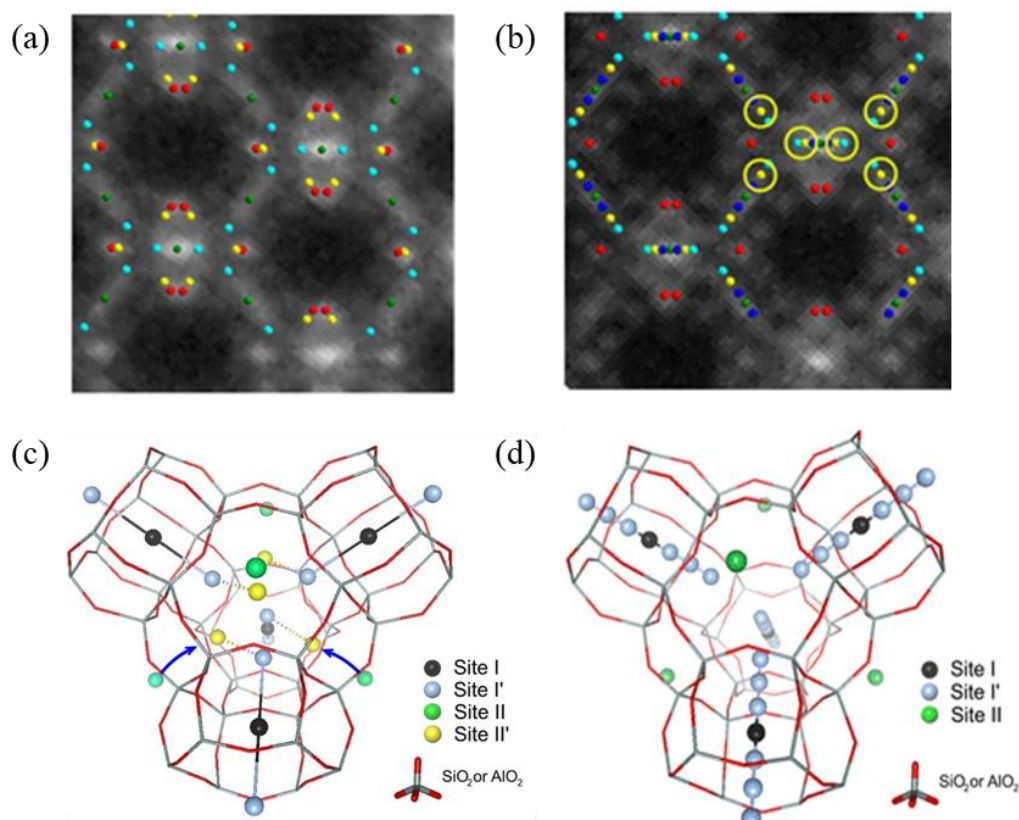 (a)
(b)
(c)
(d)
Site I
Site I'
Site II
Site II'
SiO2 or AlO2
Site I
Site I'
Site II
SiO2 or AlO2